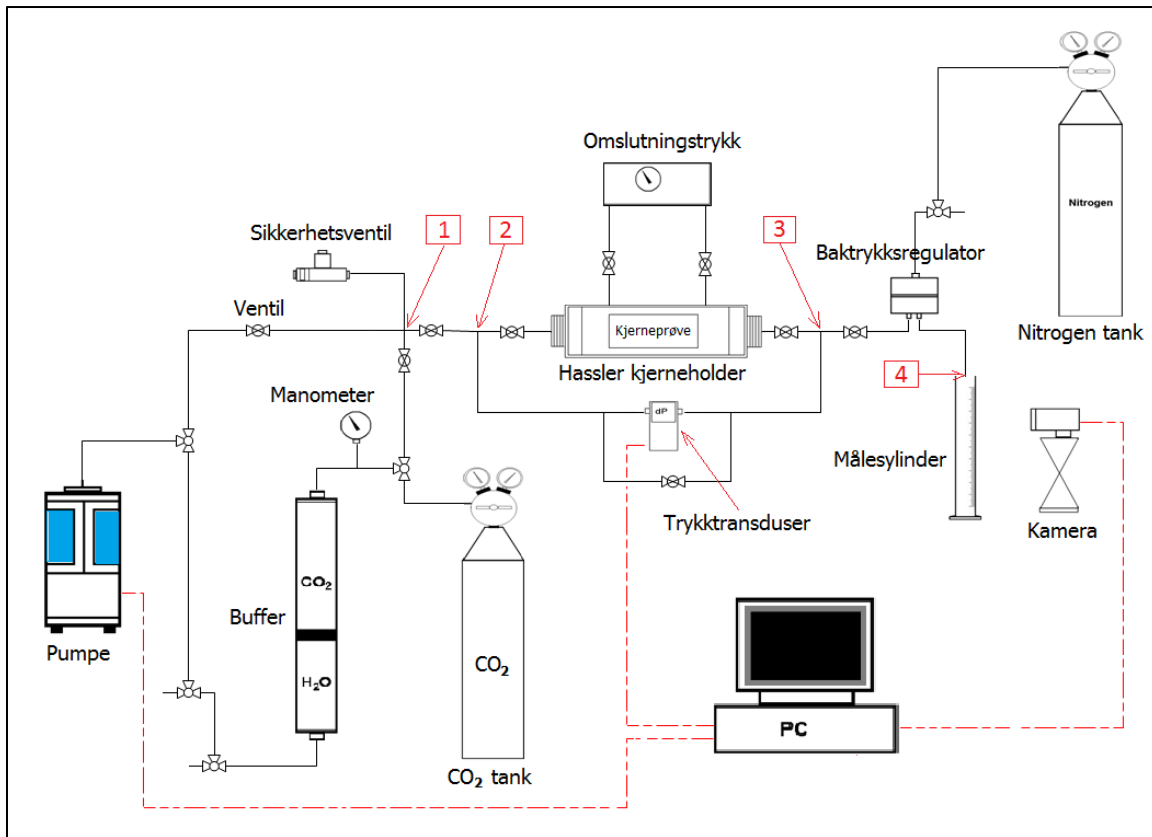 Nitrogen
Nitrogen tank
Omslutningstrykk
Sikkerhetsventil
1
2
3
Baktrykksregulator
Ventil
Kjerneprøve
Hassler kjerneholder
Manometer
4
dP
Målesylinder
Trykktransduser
Kamera
CO₂
Buffer
H₂O
Pumpe
CO₂
CO₂ tank
PC